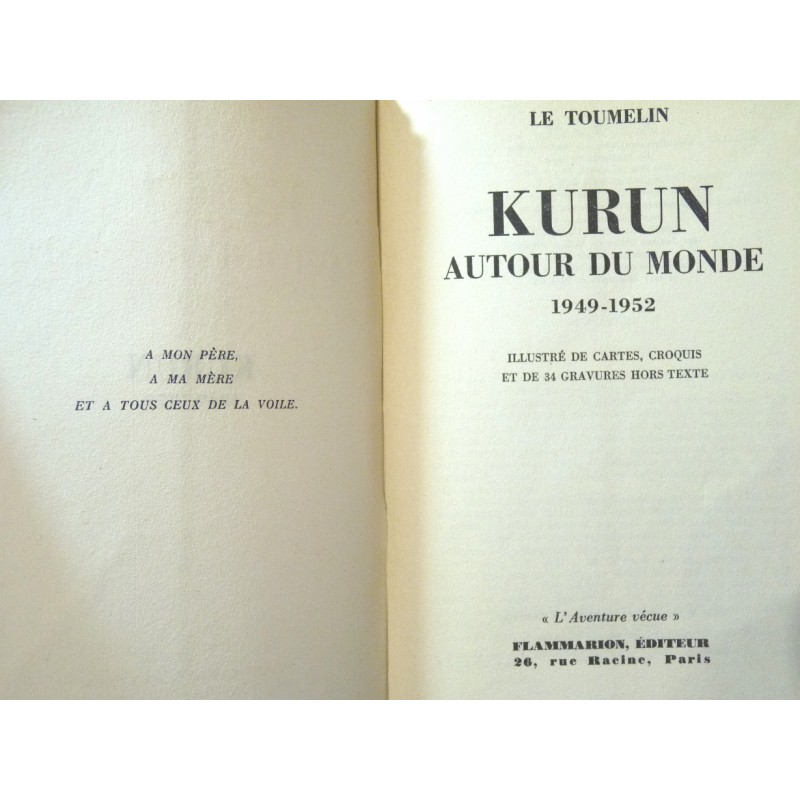 A MON PÈRE,
A MA MÈRE
ET A TOUS CEUX DE LA VOILE.
LE TOUMELIN
KURUN
AUTOUR DU MONDE
1949-1952
ILLUSTRÉ DE CARTES, CROQUIS
ET DE 34 GRAVURES HORS TEXTE
« L'Aventure vécue »
FLAMMARION, ÉDITEUR
26, rue Racine, Paris